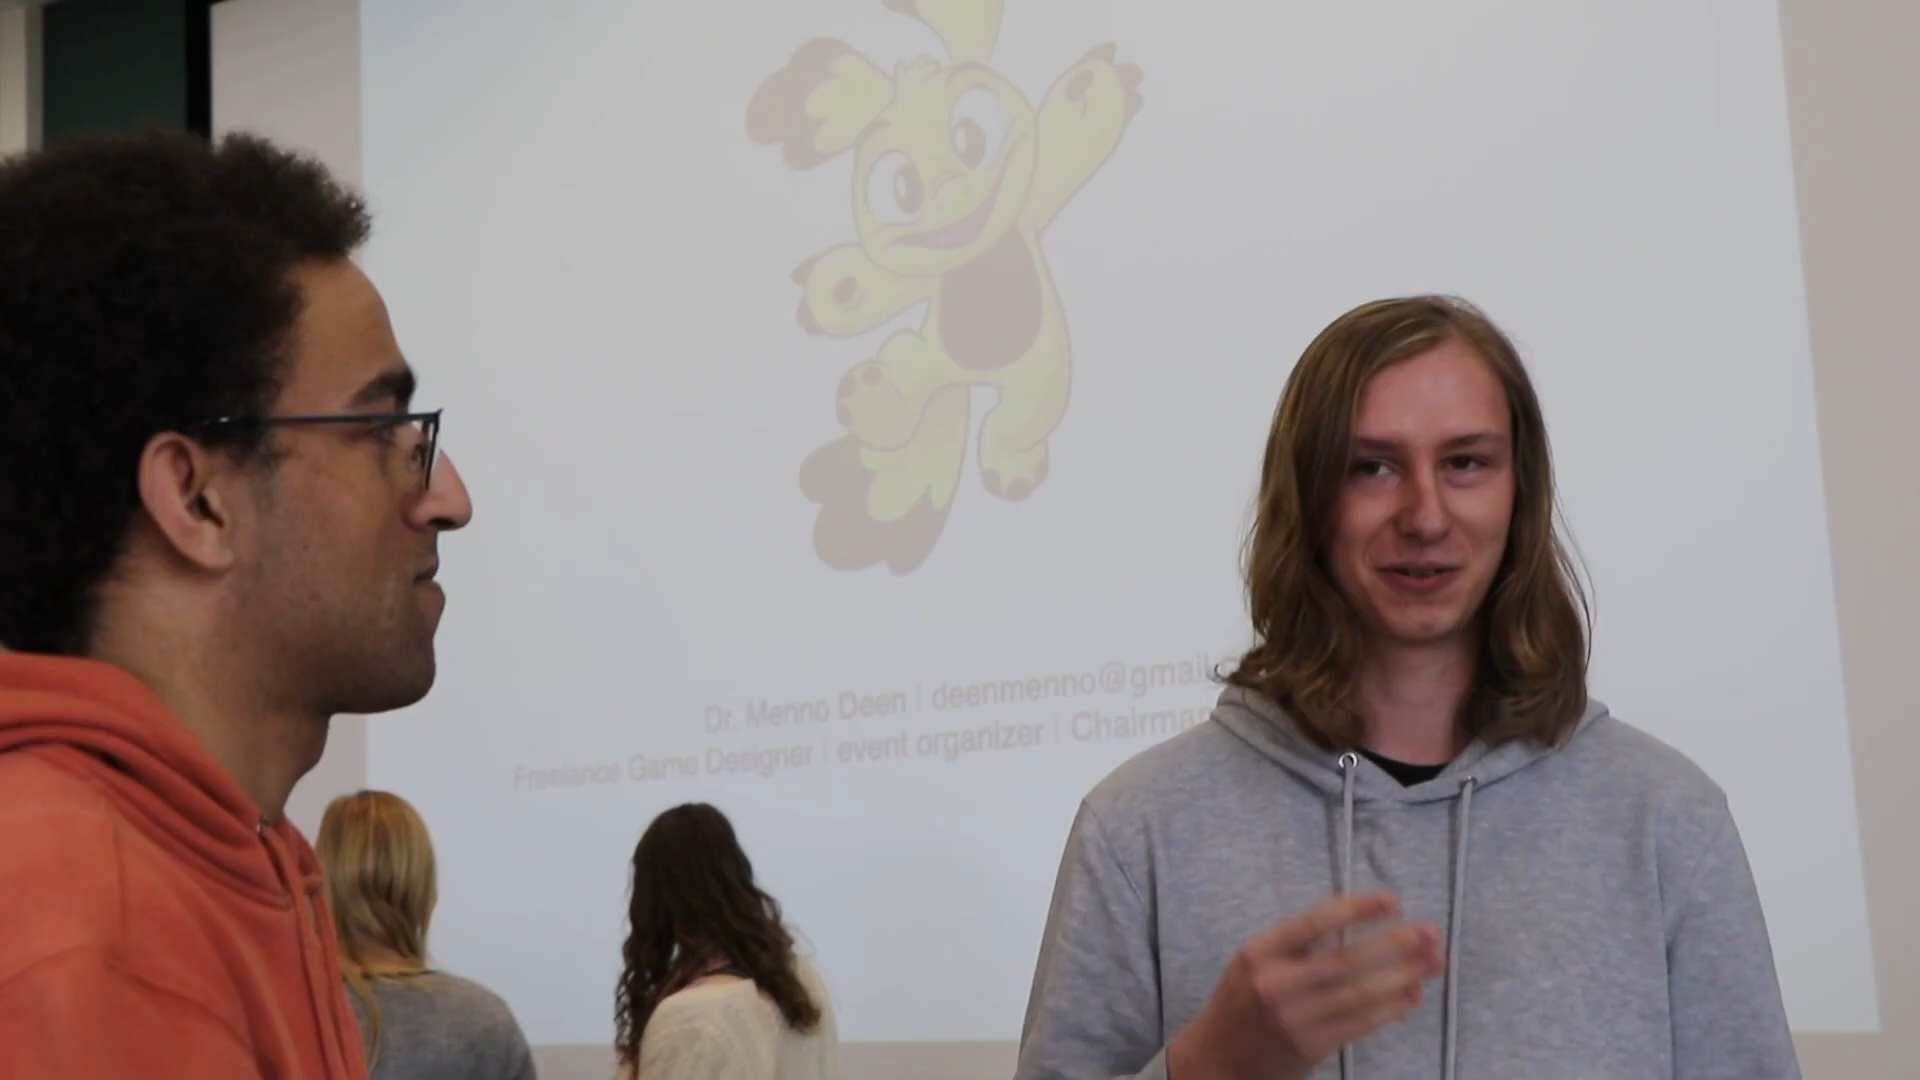 Dr. Menno Deen | deenmenno@gmail.
Freelance Game Designer | event organizer | Chairman